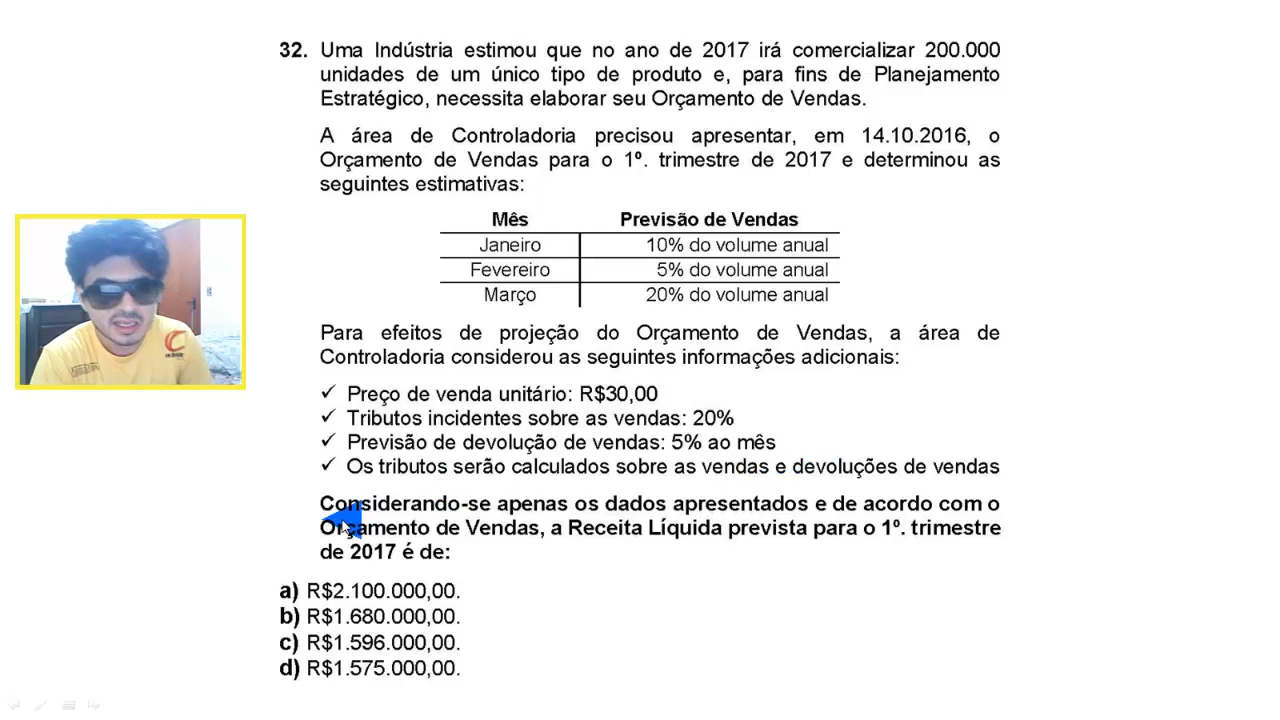 32. Uma Indústria estimou que no ano de 2017 irá comercializar 200.000
unidades de um único tipo de produto e, para fins de Planejamento
Estratégico, necessita elaborar seu Orçamento de Vendas.
A área de Controladoria precisou apresentar, em 14.10.2016, o
Orçamento de Vendas para o 1º. trimestre de 2017 e determinou as
seguintes estimativas:
Mês Previsão de Vendas
Janeiro 10% do volume anual
Fevereiro 5% do volume anual
Março 20% do volume anual
Para efeitos de projeção do Orçamento de Vendas, a área de
Controladoria considerou as seguintes informações adicionais:
✓ Preço de venda unitário: R$30,00
✓ Tributos incidentes sobre as vendas: 20%
✓ Previsão de devolução de vendas: 5% ao mês
✓ Os tributos serão calculados sobre as vendas e devoluções de vendas
Considerando-se apenas os dados apresentados e de acordo com o
Orçamento de Vendas, a Receita Líquida prevista para o 1º. trimestre
de 2017 é de:
a) R$2.100.000,00.
b) R$1.680.000,00.
c) R$1.596.000,00.
d) R$1.575.000,00.